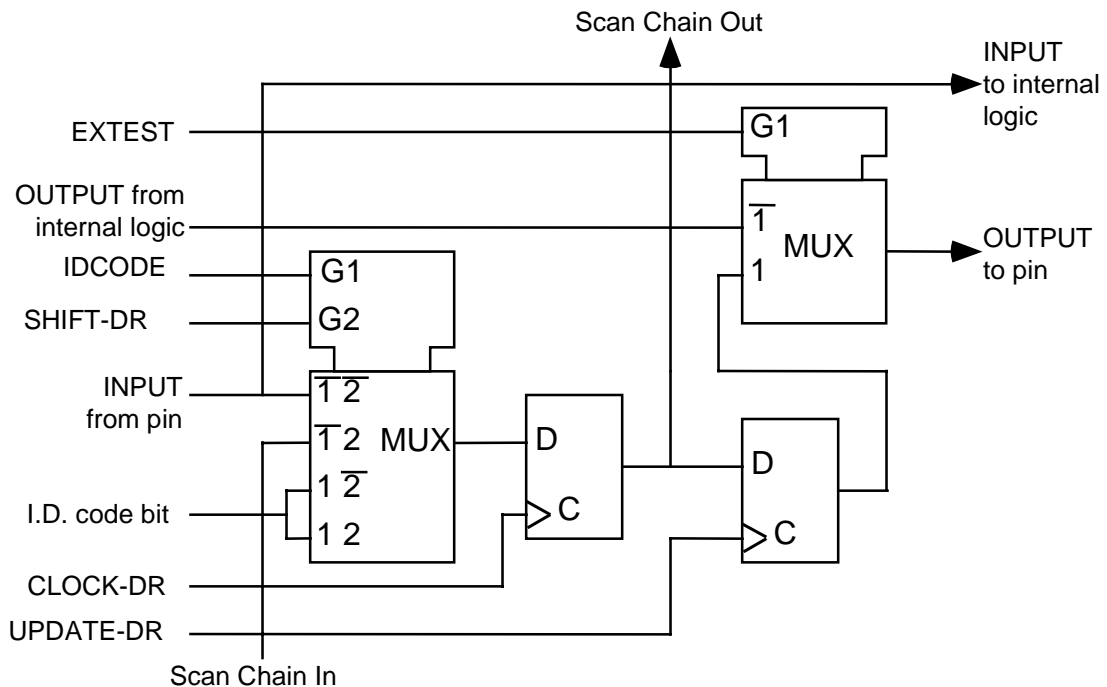 Scan Chain Out
INPUT
to internal
logic
EXTEST
G1
OUTPUT from
internal logic
1̅
MUX
1
OUTPUT
to pin
IDCODE
G1
SHIFT-DR
G2
INPUT
from pin
1̅ 2̅
1̅ 2
MUX
1 2̅
1 2
I.D. code bit
D
C
D
C
CLOCK-DR
UPDATE-DR
Scan Chain In